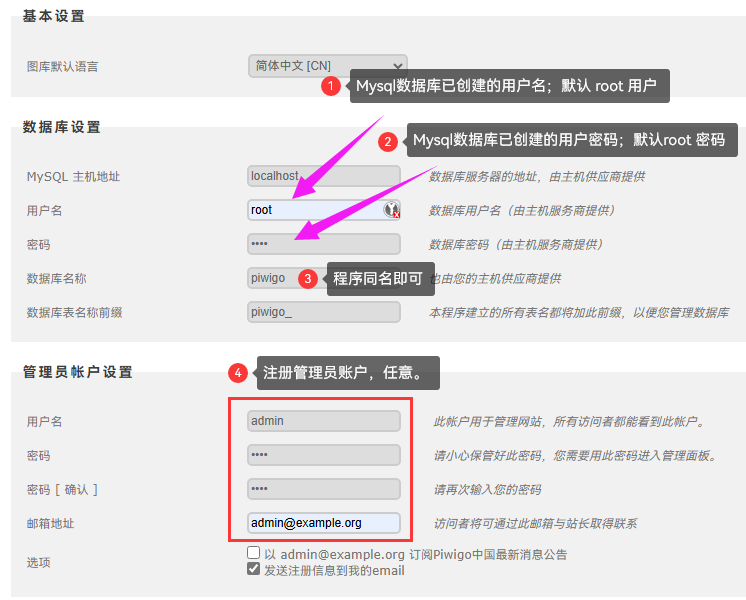 基本设置
图库默认语言
简体中文 [CN]
1 Mysql数据库已创建的用户名；默认 root 用户
数据库设置
2 Mysql数据库已创建的用户密码；默认root 密码
MySQL 主机地址 localhost 数据库服务器的地址，由主机供应商提供
用户名 root 数据库用户名（由主机服务商提供）
密码 •••• 数据库密码（由主机服务商提供）
数据库名称 piwigo 3 程序同名即可 也由您的主机供应商提供
数据库表名称前缀 piwigo_ 本程序建立的所有表名都将加此前缀，以便您管理数据库
管理员帐户设置
4 注册管理员账户，任意。
用户名 admin 此帐户用于管理网站，所有访问者都能看到此帐户。
密码 •••• 请小心保管好此密码，您需要用此密码进入管理面板。
密码 [ 确认 ] •••• 请再次输入您的密码
邮箱地址 admin@example.org 访问者将可通过此邮箱与站长取得联系
选项
以 admin@example.org 订阅Piwigo中国最新消息公告
发送注册信息到我的email